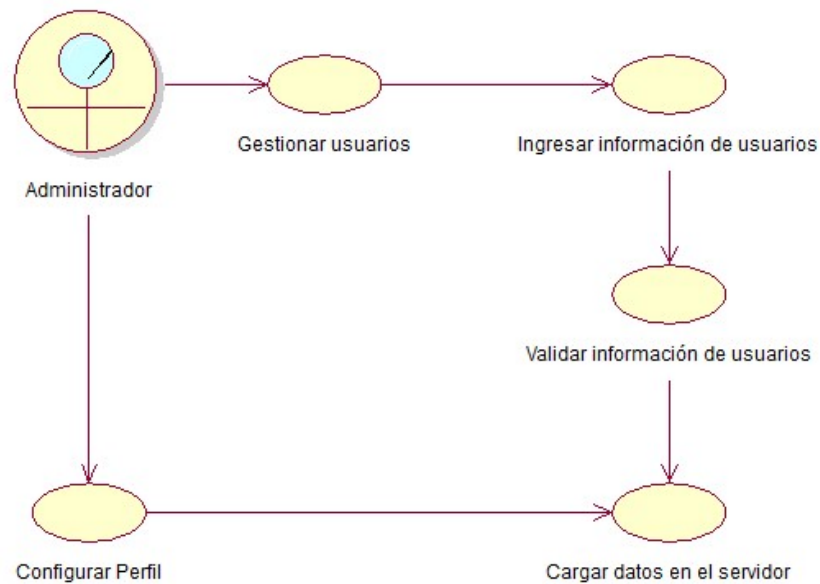 Gestionar usuarios
Ingresar información de usuarios
Administrador
Validar información de usuarios
Configurar Perfil
Cargar datos en el servidor